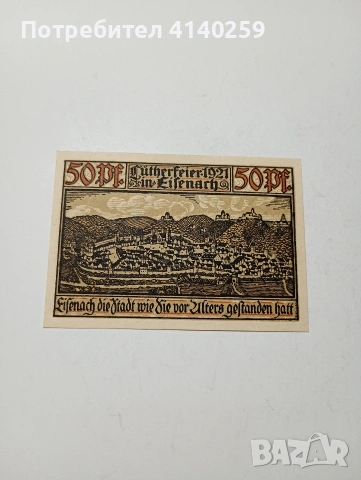 Потребител 4140259
50 Pf. Lutherfeier 1921 50 Pf.
in Eisenach
Eisenach die Stadt wie Sie vor Alters gestanden hatt
BAZAR